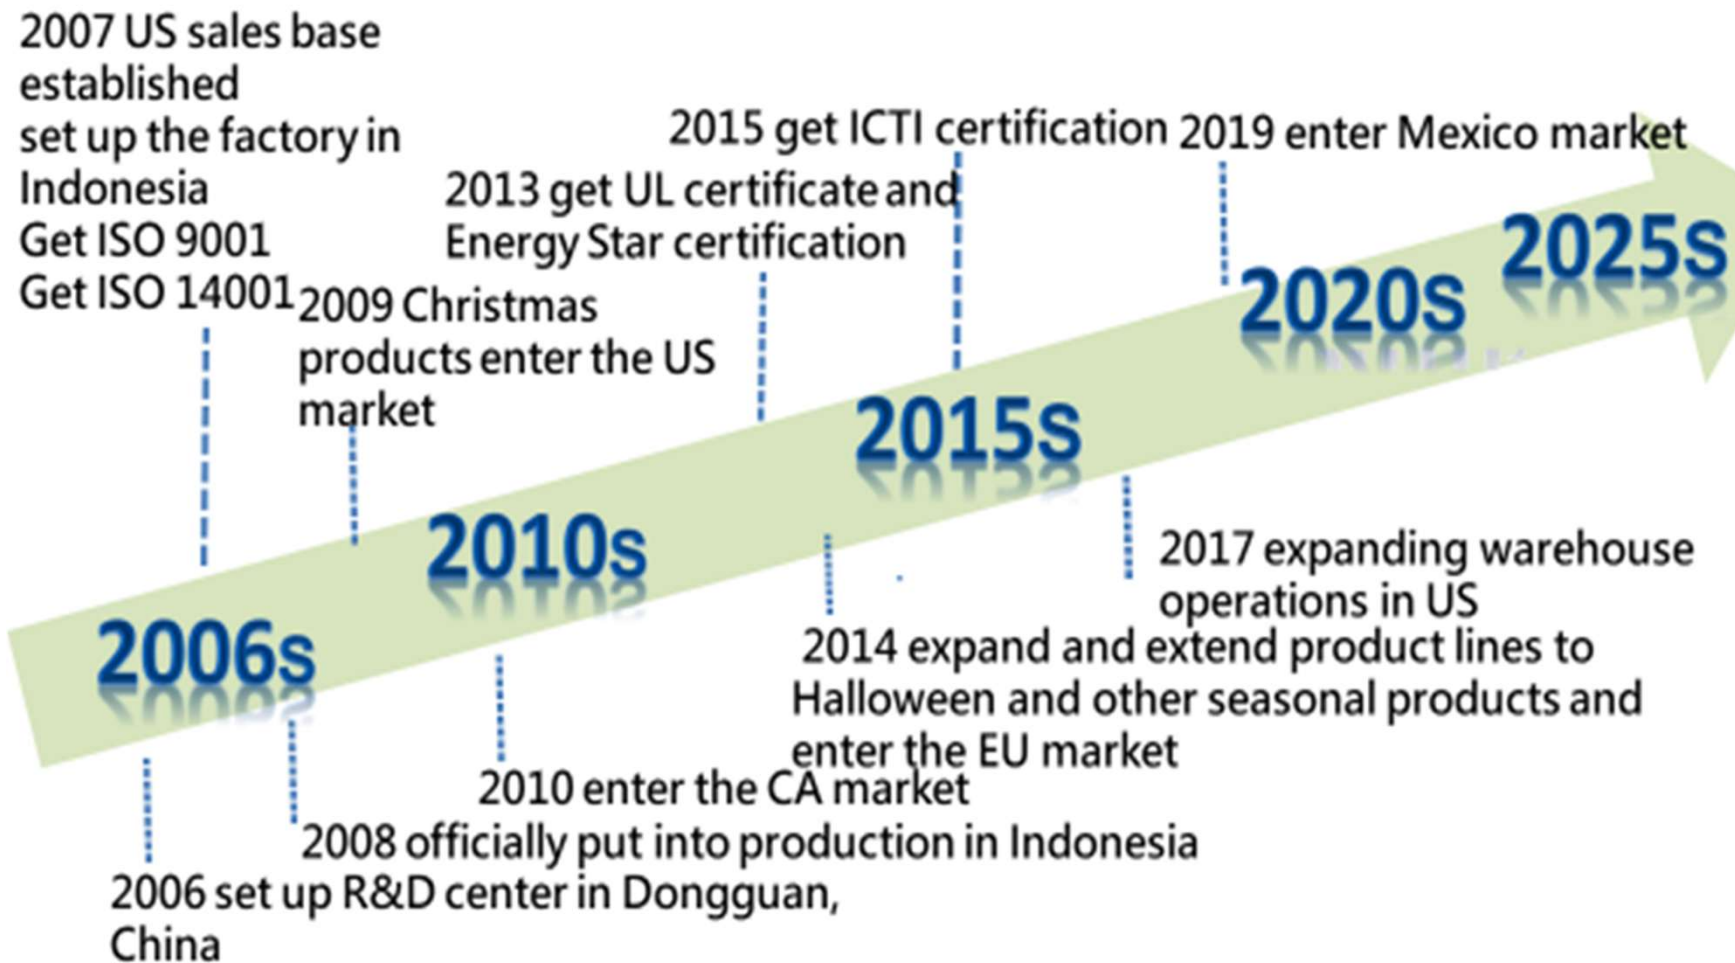 2007 US sales base
established
set up the factory in
Indonesia
Get ISO 9001
Get ISO 14001
2009 Christmas
products enter the US
market
2013 get UL certificate and
Energy Star certification
2015 get ICTI certification
2019 enter Mexico market
2006s
2010s
2015s
2020s
2025s
2017 expanding warehouse
operations in US
2014 expand and extend product lines to
Halloween and other seasonal products and
enter the EU market
2010 enter the CA market
2008 officially put into production in Indonesia
2006 set up R&D center in Dongguan,
China